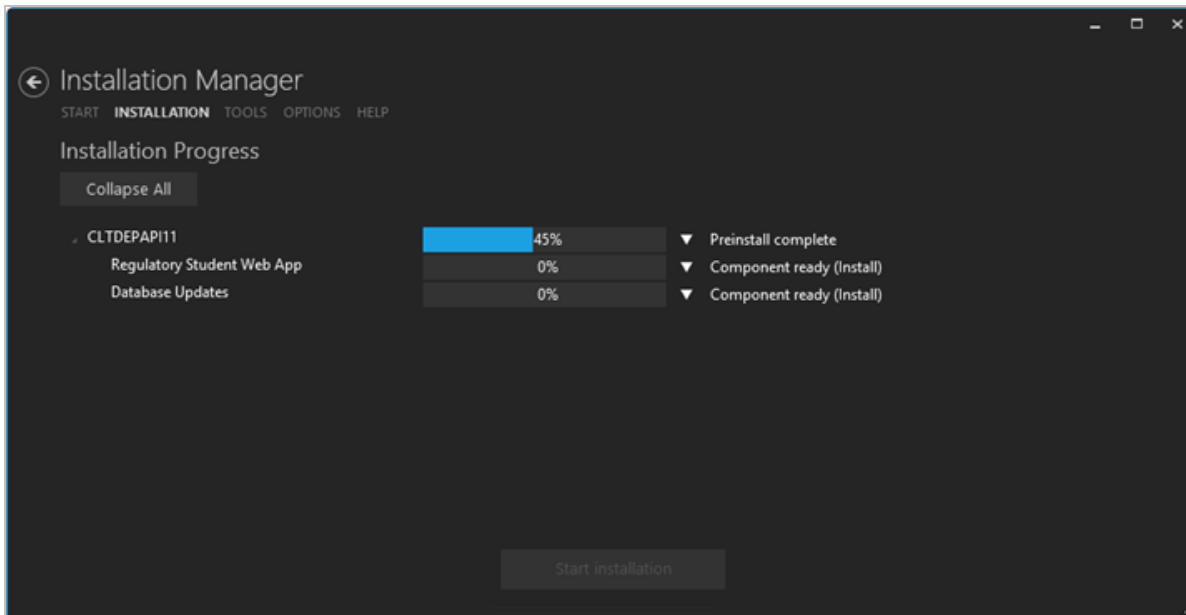 Installation Manager
START INSTALLATION TOOLS OPTIONS HELP
Installation Progress
Collapse All
CLTDEPAPI11 45% Preinstall complete
Regulatory Student Web App 0% Component ready (Install)
Database Updates 0% Component ready (Install)
Start installation